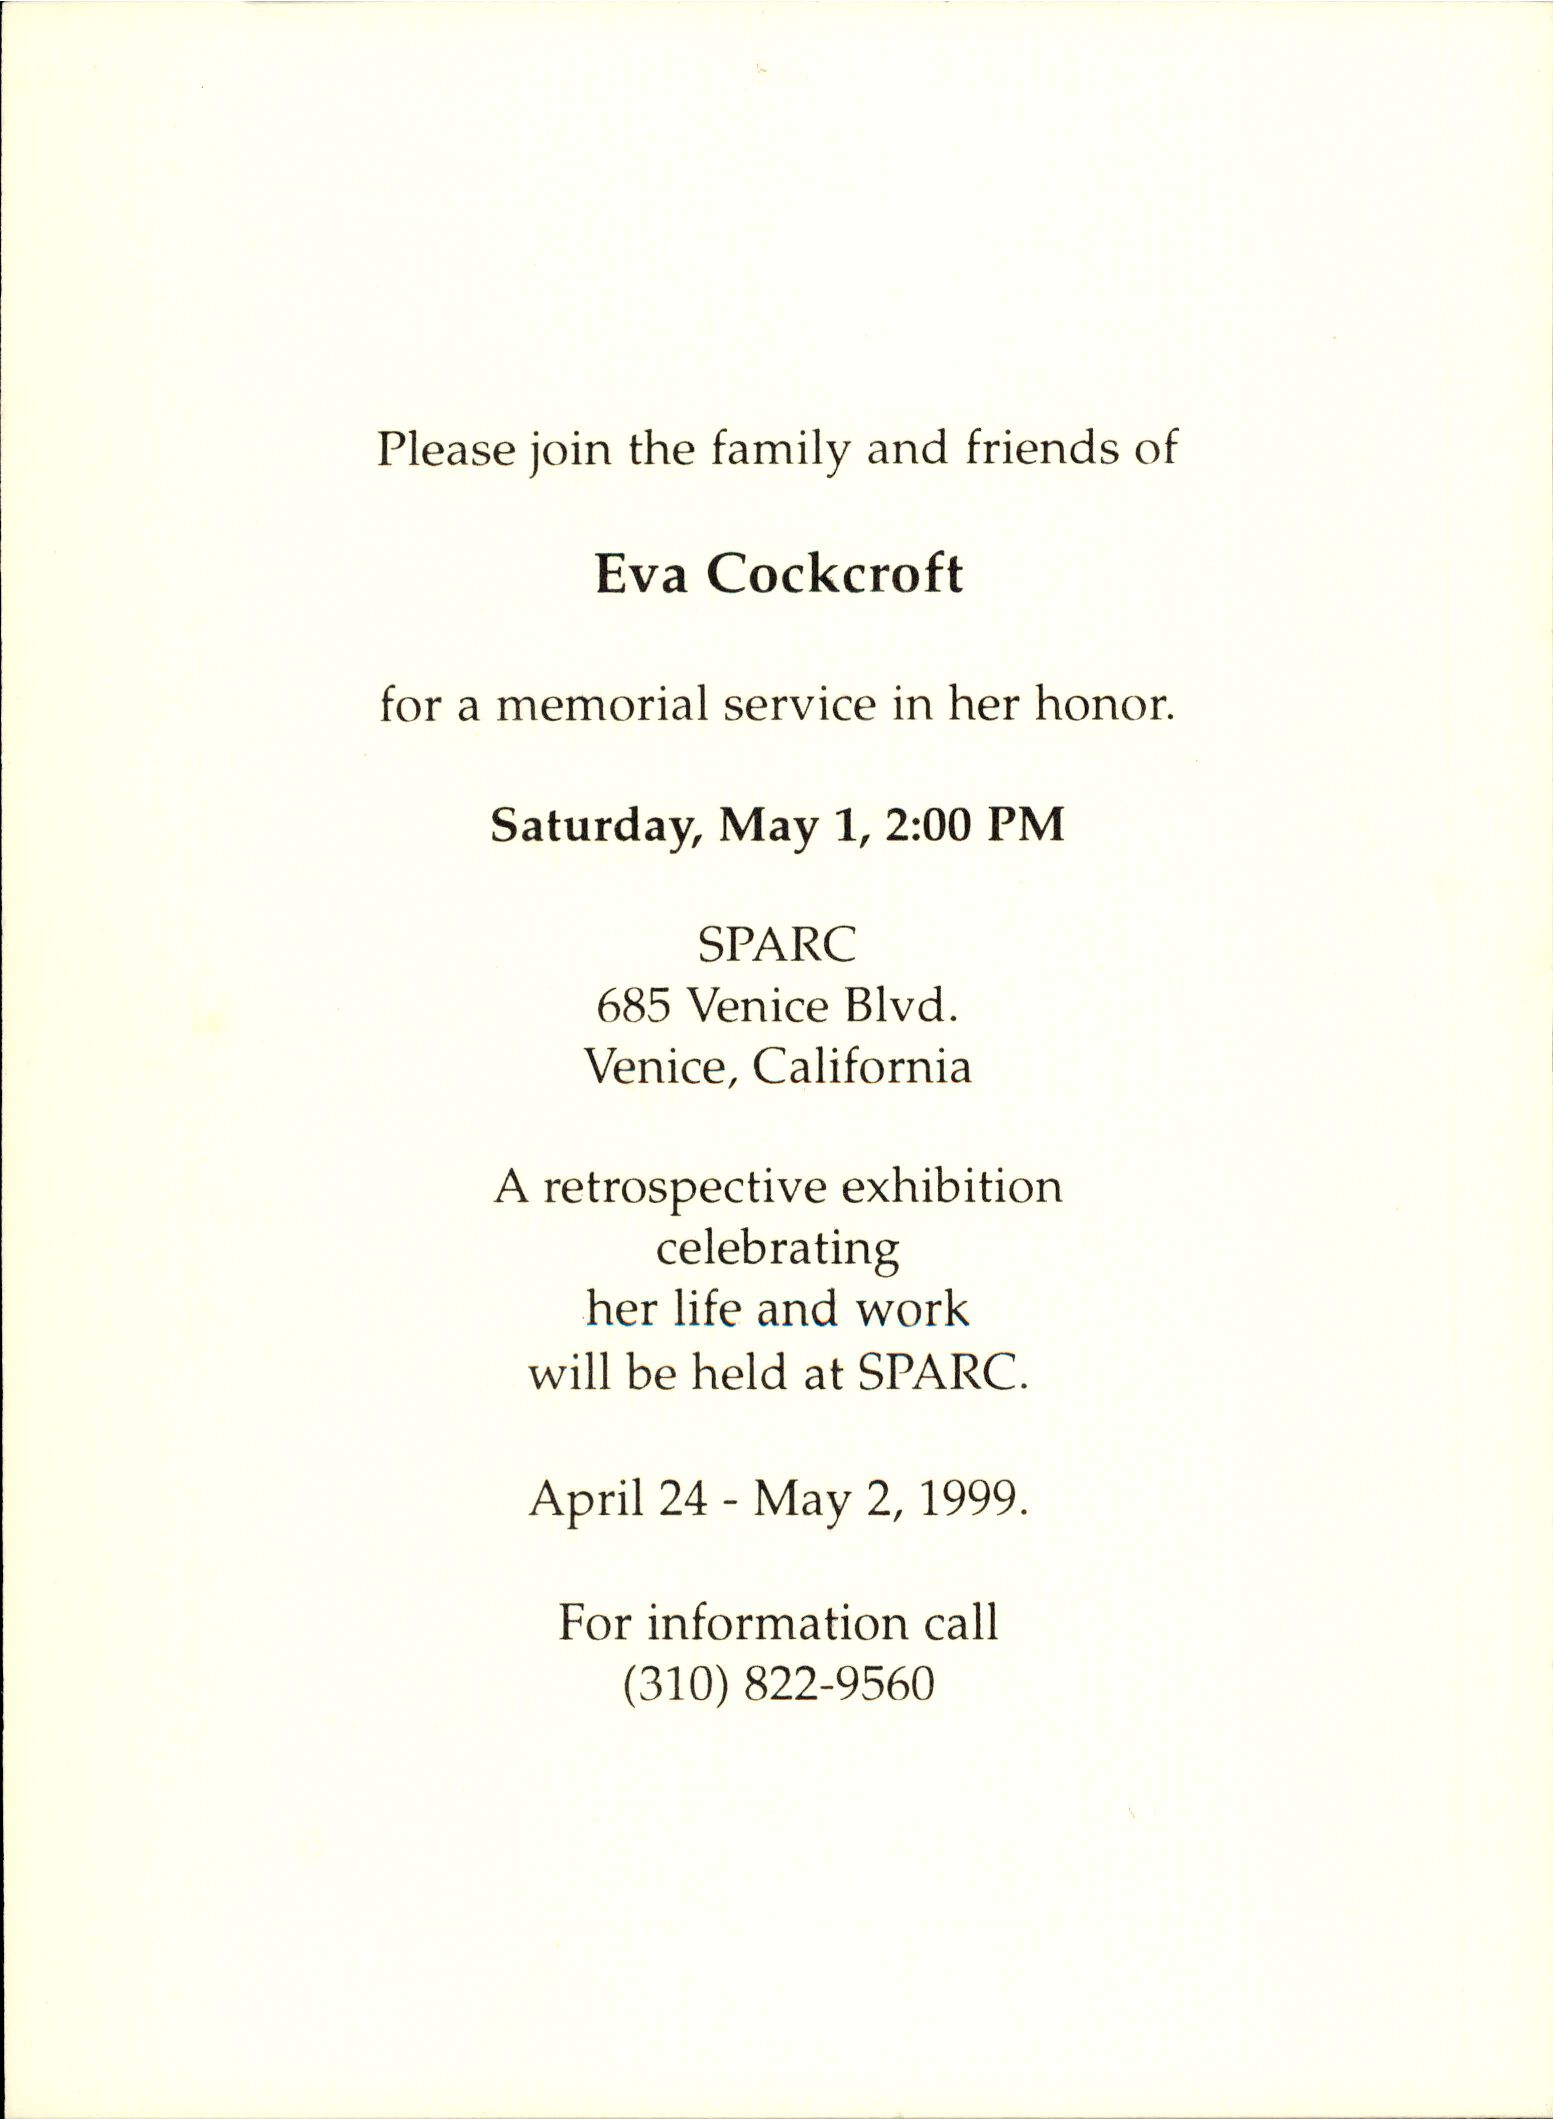 Please join the family and friends of
Eva Cockcroft
for a memorial service in her honor.
Saturday, May 1, 2:00 PM
SPARC
685 Venice Blvd.
Venice, California
A retrospective exhibition
celebrating
her life and work
will be held at SPARC.
April 24 - May 2, 1999.
For information call
(310) 822-9560